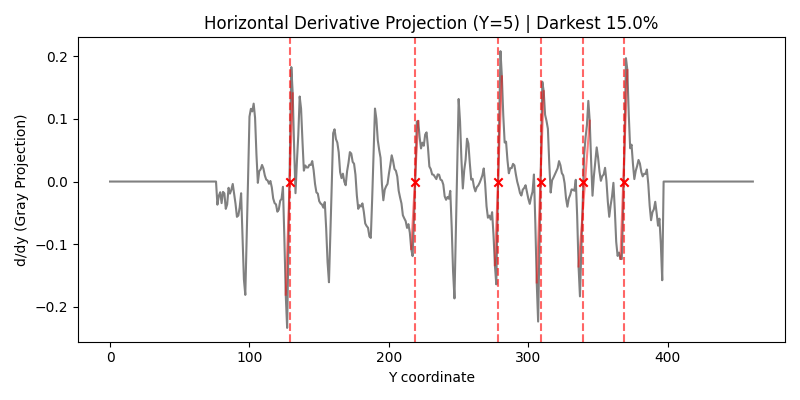 Horizontal Derivative Projection (Y=5) | Darkest 15.0%
d/dy (Gray Projection)
0.2
0.1
0.0
−0.1
−0.2
0 100 200 300 400
Y coordinate